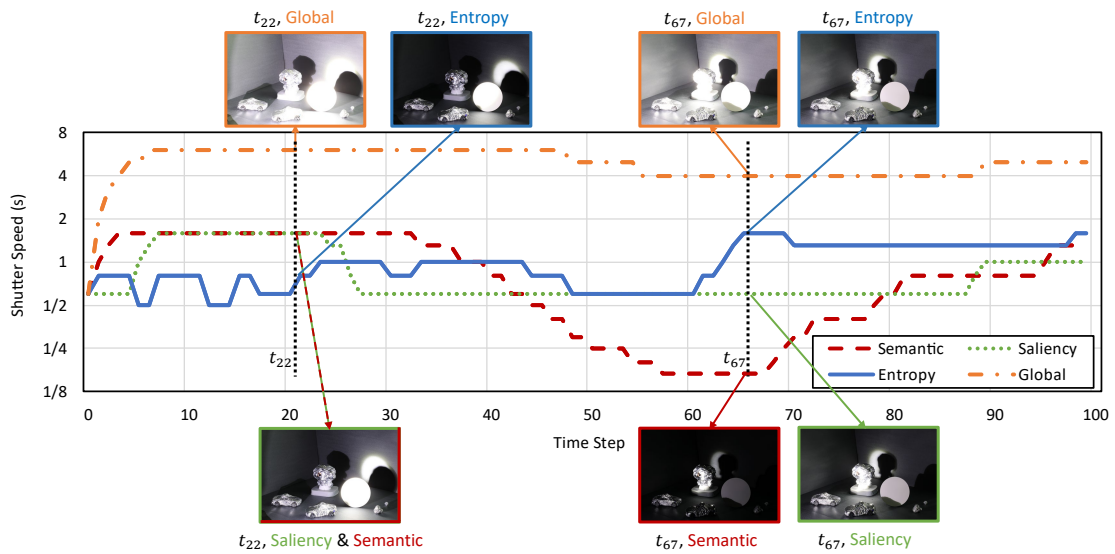 t22, Global
t22, Entropy
t67, Global
t67, Entropy
Shutter Speed (s)
8
4
2
1
1/2
1/4
1/8
t22
t67
Semantic
Saliency
Entropy
Global
0 10 20 30 40 50 60 70 80 90 100
Time Step
t22, Saliency & Semantic
t67, Semantic
t67, Saliency